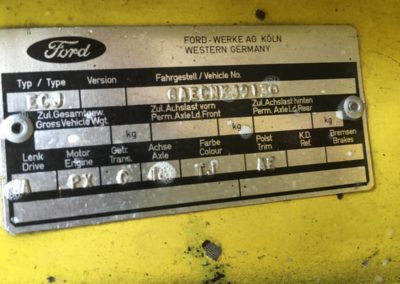 Ford
FORD-WERKE AG KÖLN
WESTERN GERMANY
Typ / Type Version Fahrgestell / Vehicle No.
ECJ
Zul. Gesamtgew. Zul. Achslast vorn Zul. Achslast hinten
Gross Vehicle Wgt. Perm. Axle Ld. Front Perm. Axle Ld. Rear
kg kg kg
Lenk Motor Getr. Achse Farbe Polst K.D. Bremsen
Drive Engine Trans. Axle Colour Trim Ref. Brakes